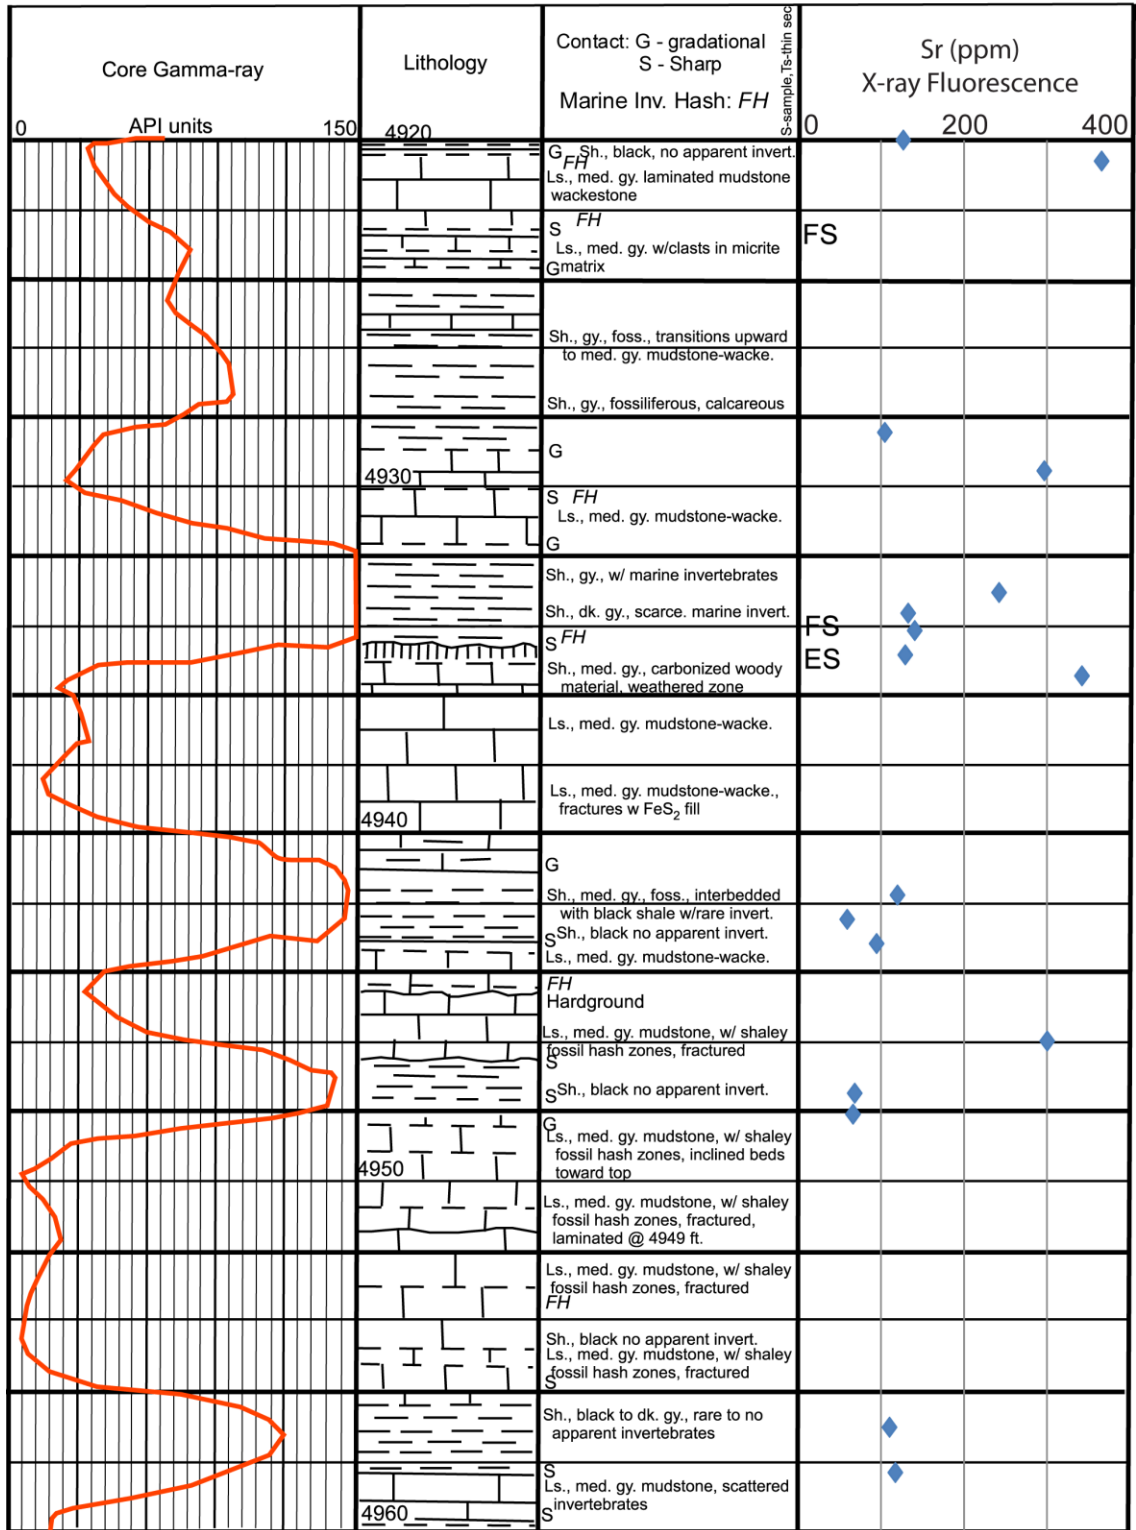 Core Gamma-ray
0 API units 150
Lithology
Contact: G - gradational
S - Sharp
Marine Inv. Hash: FH
S-sample,Ts-thin sec
Sr (ppm)
X-ray Fluorescence
0 200 400
4920
G Sh., black, no apparent invert.
FH
Ls., med. gy. laminated mudstone
wackestone
S FH
FS
Ls., med. gy. w/clasts in micrite
G matrix
Sh., gy., foss., transitions upward
to med. gy. mudstone-wacke.
Sh., gy., fossiliferous, calcareous
G
4930
S FH
Ls., med. gy. mudstone-wacke.
G
Sh., gy., w/ marine invertebrates
Sh., dk. gy., scarce. marine invert.
FS
S FH
ES
Sh., med. gy., carbonized woody
material, weathered zone
Ls., med. gy. mudstone-wacke.
Ls., med. gy. mudstone-wacke.,
fractures w FeS2 fill
4940
G
Sh., med. gy., foss., interbedded
with black shale w/rare invert.
S Sh., black no apparent invert.
Ls., med. gy. mudstone-wacke.
FH
Hardground
Ls., med. gy. mudstone, w/ shaley
fossil hash zones, fractured
S
S Sh., black no apparent invert.
G
Ls., med. gy. mudstone, w/ shaley
fossil hash zones, inclined beds
toward top
4950
Ls., med. gy. mudstone, w/ shaley
fossil hash zones, fractured,
laminated @ 4949 ft.
Ls., med. gy. mudstone, w/ shaley
fossil hash zones, fractured
FH
Sh., black no apparent invert.
Ls., med. gy. mudstone, w/ shaley
fossil hash zones, fractured
S
Sh., black to dk. gy., rare to no
apparent invertebrates
S
Ls., med. gy. mudstone, scattered
invertebrates
4960
S